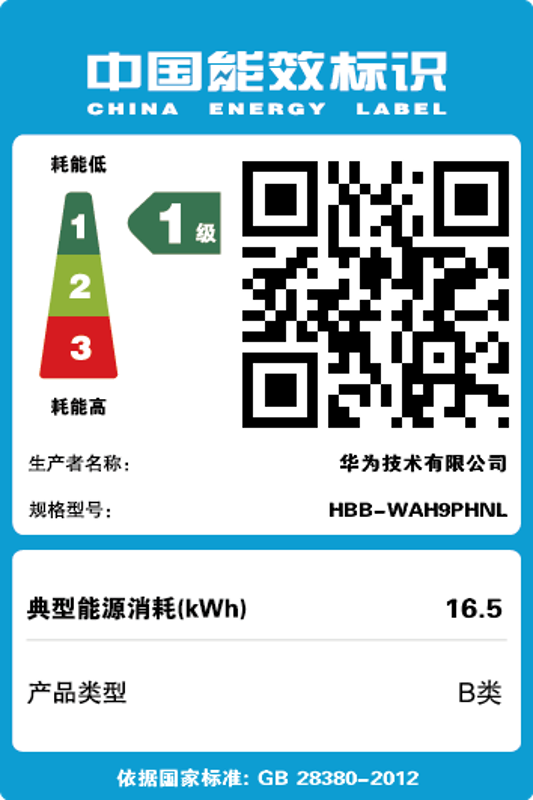 中国能效标识
CHINA ENERGY LABEL
耗能低
1
1级
2
3
耗能高
生产者名称：
华为技术有限公司
规格型号：
HBB-WAH9PHNL
典型能源消耗(kWh)
16.5
产品类型
B类
依据国家标准: GB 28380-2012